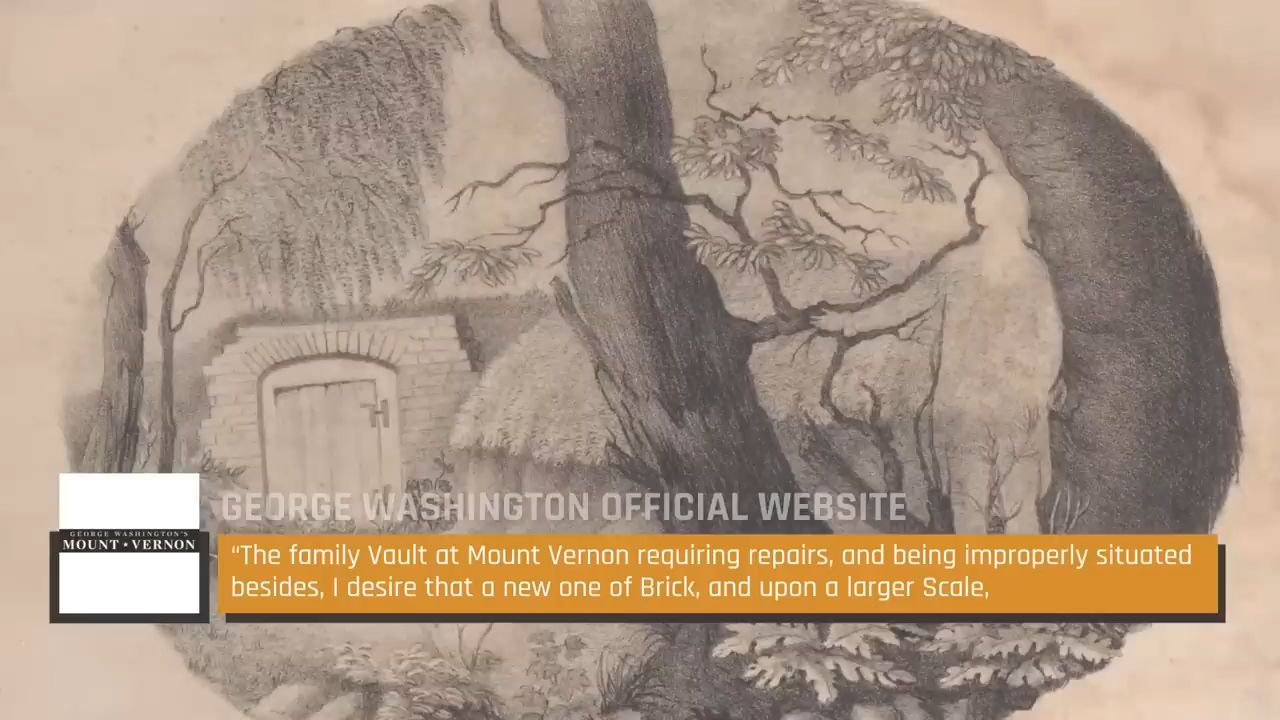 GEORGE WASHINGTON OFFICIAL WEBSITE
GEORGE WASHINGTON'S
MOUNT★VERNON
“The family Vault at Mount Vernon requiring repairs, and being improperly situated
besides, I desire that a new one of Brick, and upon a larger Scale,